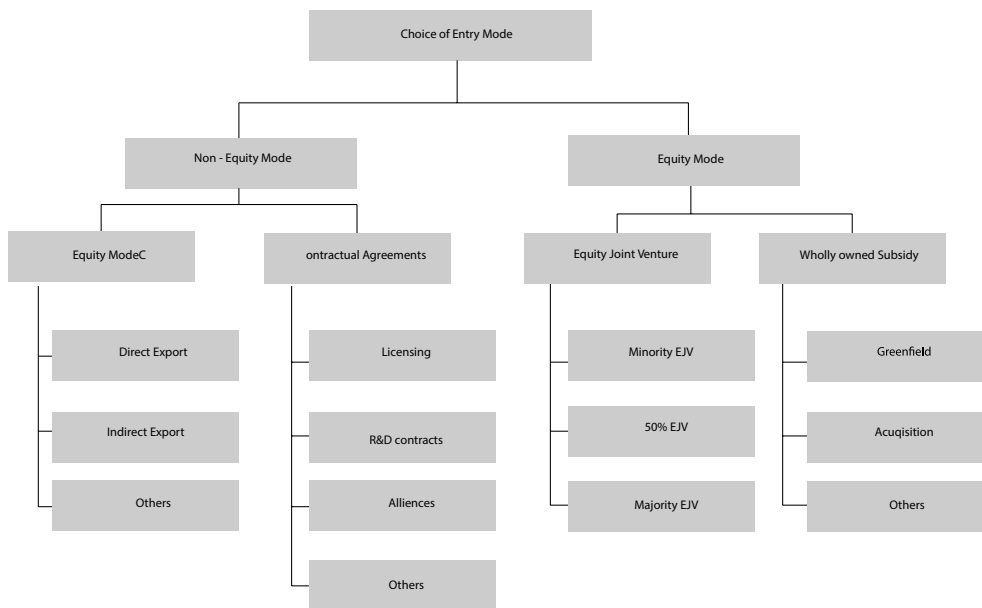 Choice of Entry Mode
Non - Equity Mode
Equity Mode
Equity ModeC
ontractual Agreements
Equity Joint Venture
Wholly owned Subsidy
Direct Export
Licensing
Minority EJV
Greenfield
Indirect Export
R&D contracts
50% EJV
Acuqisition
Others
Alliences
Majority EJV
Others
Others